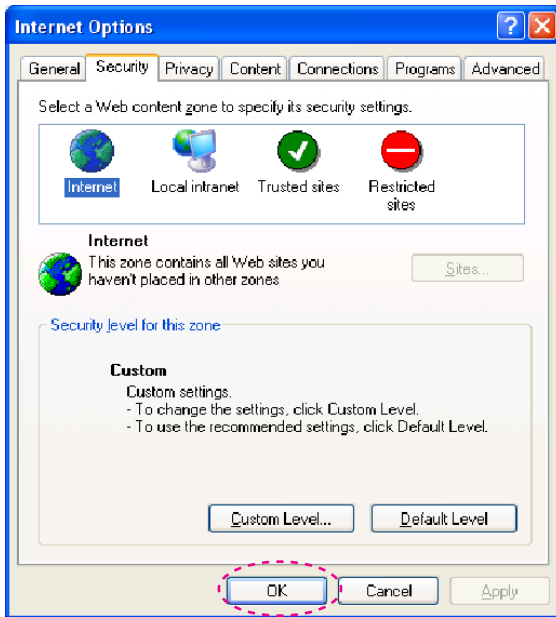 Internet Options
General Security Privacy Content Connections Programs Advanced
Select a Web content zone to specify its security settings.
Internet Local intranet Trusted sites Restricted
sites
Internet
This zone contains all Web sites you
haven't placed in other zones
Sites...
Security level for this zone
Custom
Custom settings.
- To change the settings, click Custom Level.
- To use the recommended settings, click Default Level.
Custom Level... Default Level
OK Cancel Apply